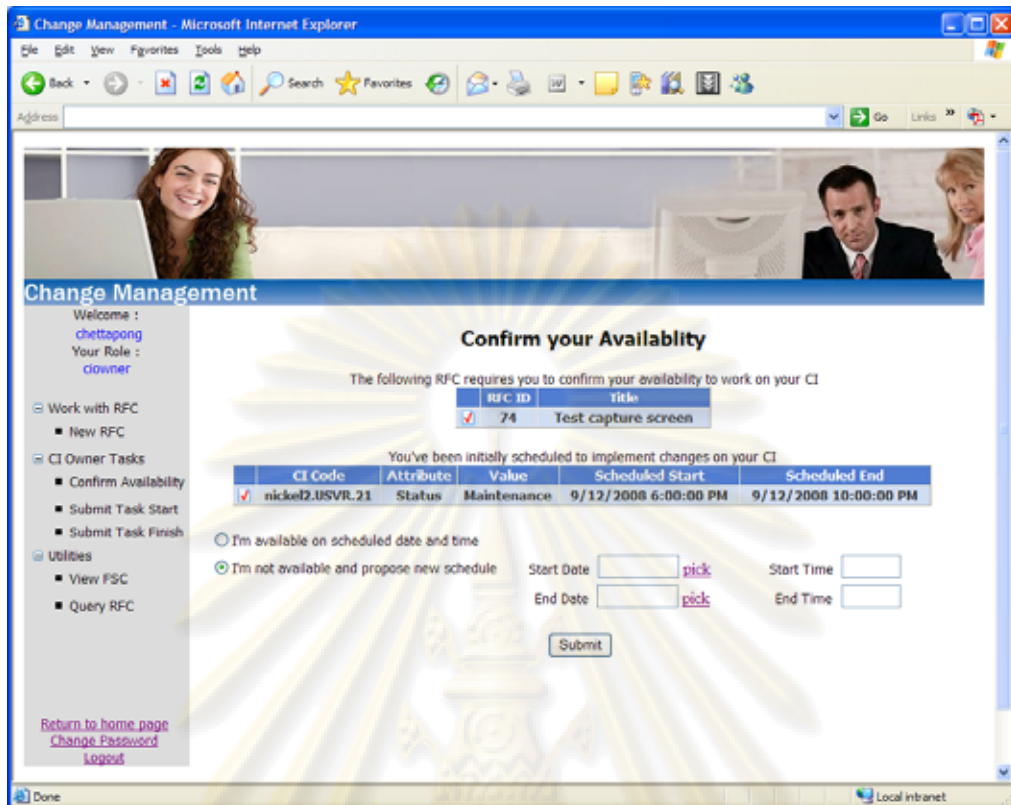 Change Management - Microsoft Internet Explorer
File Edit View Favorites Tools Help
Back Search Favorites
Address Go Links »
Change Management
Welcome :
chettapong
Your Role :
ciowner
Work with RFC
New RFC
CI Owner Tasks
Confirm Availability
Submit Task Start
Submit Task Finish
Utilities
View FSC
Query RFC
Return to home page
Change Password
Logout
Confirm your Availablity
The following RFC requires you to confirm your availability to work on your CI
RFC ID Title
74 Test capture screen
You've been initially scheduled to implement changes on your CI
CI Code Attribute Value Scheduled Start Scheduled End
nickel2.USVR.21 Status Maintenance 9/12/2008 6:00:00 PM 9/12/2008 10:00:00 PM
I'm available on scheduled date and time
I'm not available and propose new schedule Start Date pick Start Time
End Date pick End Time
Submit
Done Local intranet